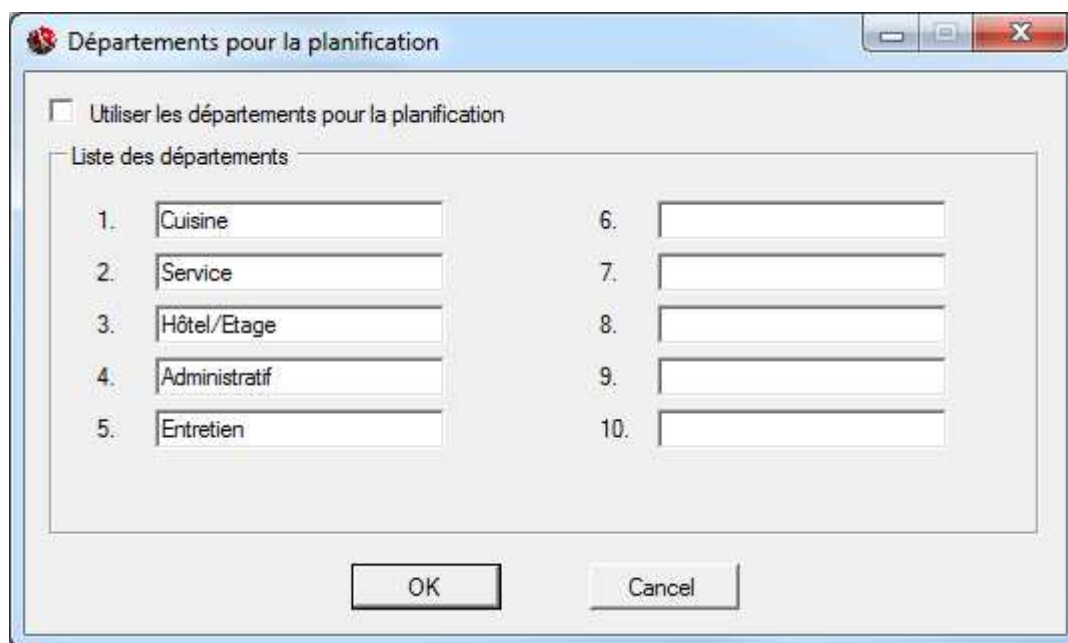 Départements pour la planification
Utiliser les départements pour la planification
Liste des départements
1. Cuisine
2. Service
3. Hôtel/Etage
4. Administratif
5. Entretien
6.
7.
8.
9.
10.
OK Cancel